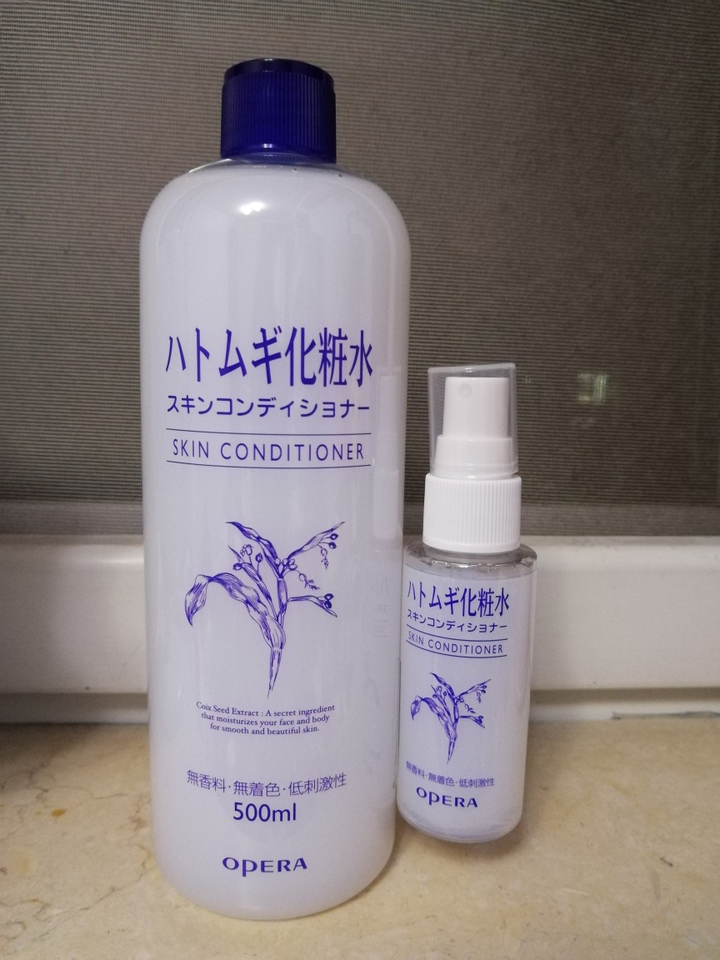 ハトムギ化粧水
スキンコンディショナー
SKIN CONDITIONER
Coix Seed Extract : A secret ingredient
that moisturizes your face and body
for smooth and beautiful skin.
無香料・無着色・低刺激性
500ml
OPERA
ハトムギ化粧水
スキンコンディショナー
SKIN CONDITIONER
無香料・無着色・低刺激性
OPERA